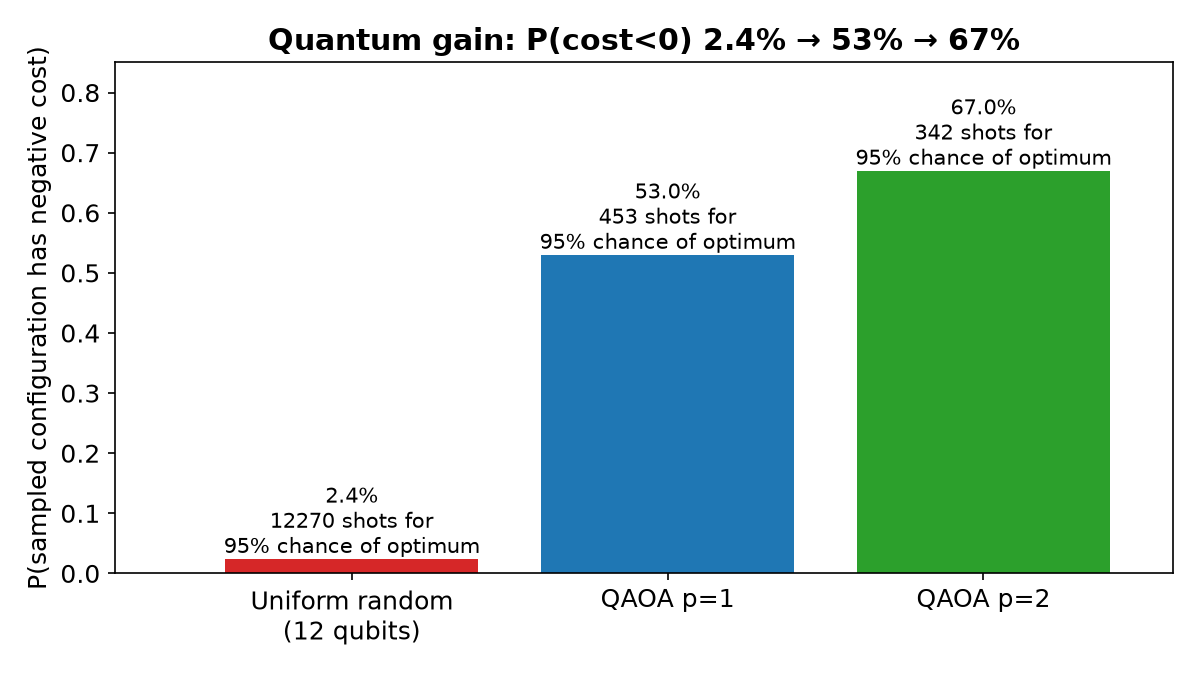 Quantum gain: P(cost<0) 2.4% → 53% → 67%
P(sampled configuration has negative cost)
0.8
0.7
0.6
0.5
0.4
0.3
0.2
0.1
0.0
2.4%
12270 shots for
95% chance of optimum
53.0%
453 shots for
95% chance of optimum
67.0%
342 shots for
95% chance of optimum
Uniform random
(12 qubits)
QAOA p=1
QAOA p=2